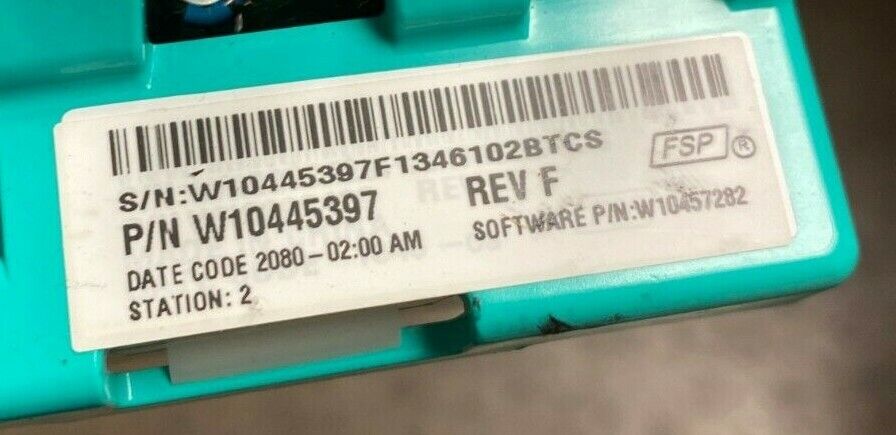 S/N:W10445397F1346102BTCS
FSP®
P/N W10445397
REV F
DATE CODE 2080-02:00 AM
SOFTWARE P/N:W10457282
STATION: 2